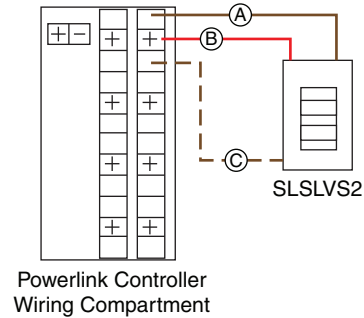 A
+ −
+ +
B
+ +
+ +
C
SLSLVS2
+ +
Powerlink Controller
Wiring Compartment